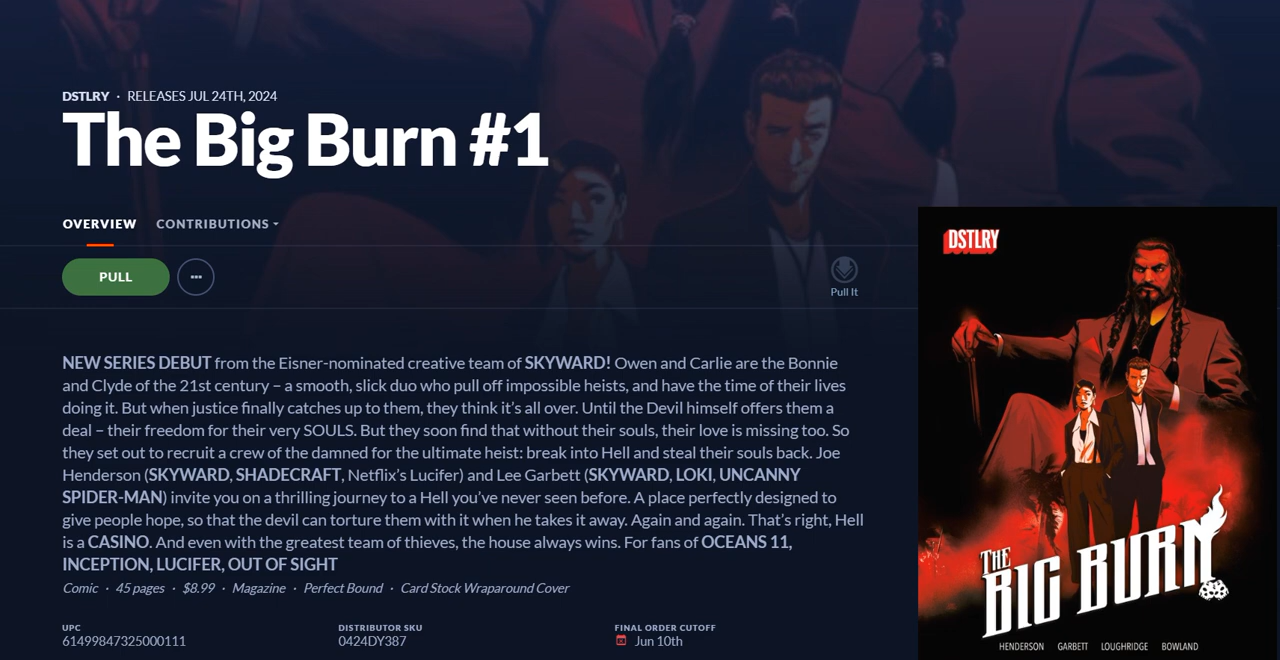 DSTLRY · RELEASES JUL 24TH, 2024
The Big Burn #1
OVERVIEW CONTRIBUTIONS
PULL
Pull It
NEW SERIES DEBUT from the Eisner-nominated creative team of SKYWARD! Owen and Carlie are the Bonnie
and Clyde of the 21st century – a smooth, slick duo who pull off impossible heists, and have the time of their lives
doing it. But when justice finally catches up to them, they think it’s all over. Until the Devil himself offers them a
deal – their freedom for their very SOULS. But they soon find that without their souls, their love is missing too. So
they set out to recruit a crew of the damned for the ultimate heist: break into Hell and steal their souls back. Joe
Henderson (SKYWARD, SHADECRAFT, Netflix’s Lucifer) and Lee Garbett (SKYWARD, LOKI, UNCANNY
SPIDER-MAN) invite you on a thrilling journey to a Hell you’ve never seen before. A place perfectly designed to
give people hope, so that the devil can torture them with it when he takes it away. Again and again. That’s right, Hell
is a CASINO. And even with the greatest team of thieves, the house always wins. For fans of OCEANS 11,
INCEPTION, LUCIFER, OUT OF SIGHT
Comic · 45 pages · $8.99 · Magazine · Perfect Bound · Card Stock Wraparound Cover
UPC DISTRIBUTOR SKU FINAL ORDER CUTOFF
61499847325000111 0424DY387 Jun 10th
DSTLRY
THE
BIG BURN
HENDERSON GARBETT LOUGHRIDGE BOWLAND